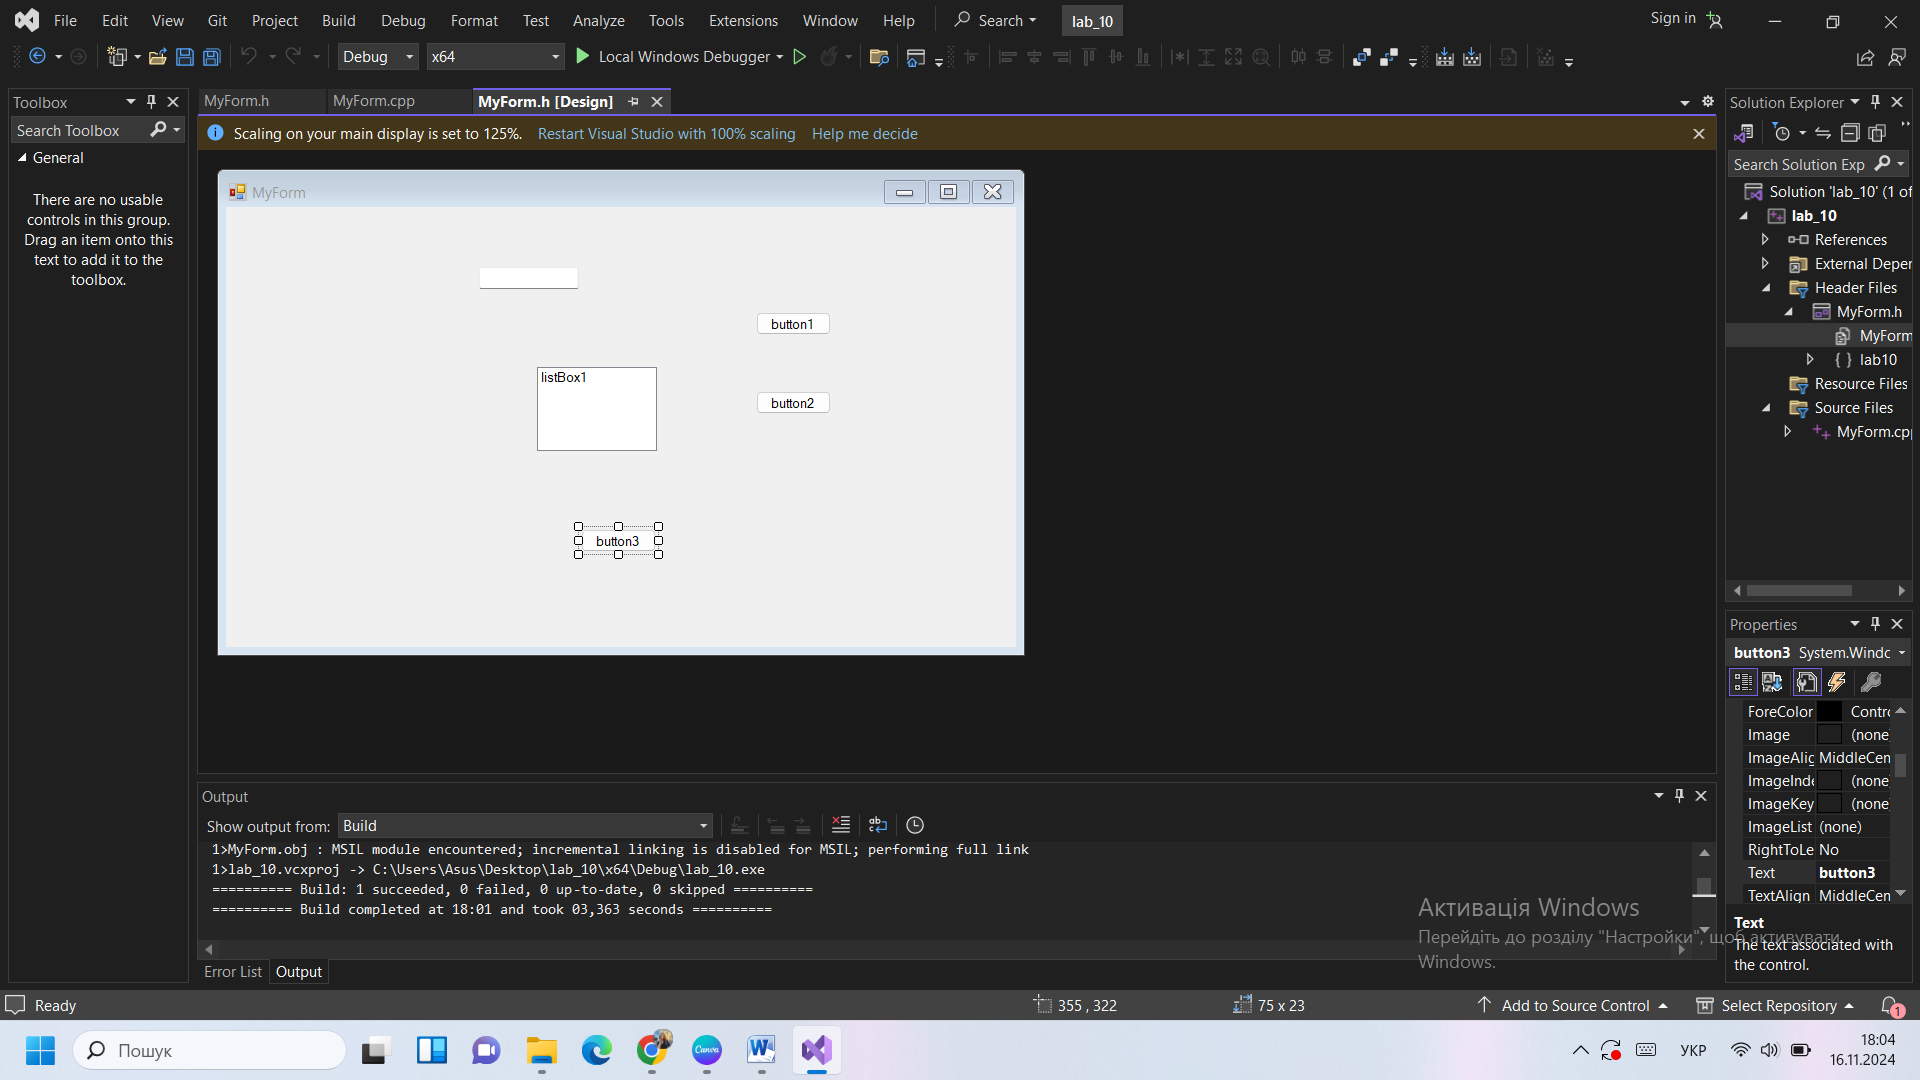 File Edit View Git Project Build Debug Format Test Analyze Tools Extensions Window Help Search lab_10 Sign in
Debug x64 Local Windows Debugger
Toolbox
Search Toolbox
General
There are no usable
controls in this group.
Drag an item onto this
text to add it to the
toolbox.
MyForm.h MyForm.cpp MyForm.h [Design]
Scaling on your main display is set to 125%. Restart Visual Studio with 100% scaling Help me decide
MyForm
button1
listBox1
button2
button3
Output
Show output from: Build
1>MyForm.obj : MSIL module encountered; incremental linking is disabled for MSIL; performing full link
1>lab_10.vcxproj -> C:\Users\Asus\Desktop\lab_10\x64\Debug\lab_10.exe
========== Build: 1 succeeded, 0 failed, 0 up-to-date, 0 skipped ==========
========== Build completed at 18:01 and took 03,363 seconds ==========
Error List Output
Solution Explorer
Search Solution Exp
Solution 'lab_10' (1 of
lab_10
References
External Deper
Header Files
MyForm.h
MyForm
lab10
Resource Files
Source Files
MyForm.cpp
Properties
button3 System.Windo
ForeColor Contro
Image (none
ImageAlig MiddleCen
ImageInde (none
ImageKey (none
ImageList (none)
RightToLe No
Text button3
TextAlign MiddleCen
Text
The text associated with
the control.
Активація Windows
Перейдіть до розділу "Настройки", щоб активувати
Windows.
Ready 355 , 322 75 x 23 Add to Source Control Select Repository 1
Пошук Canva W УКР 18:04
16.11.2024